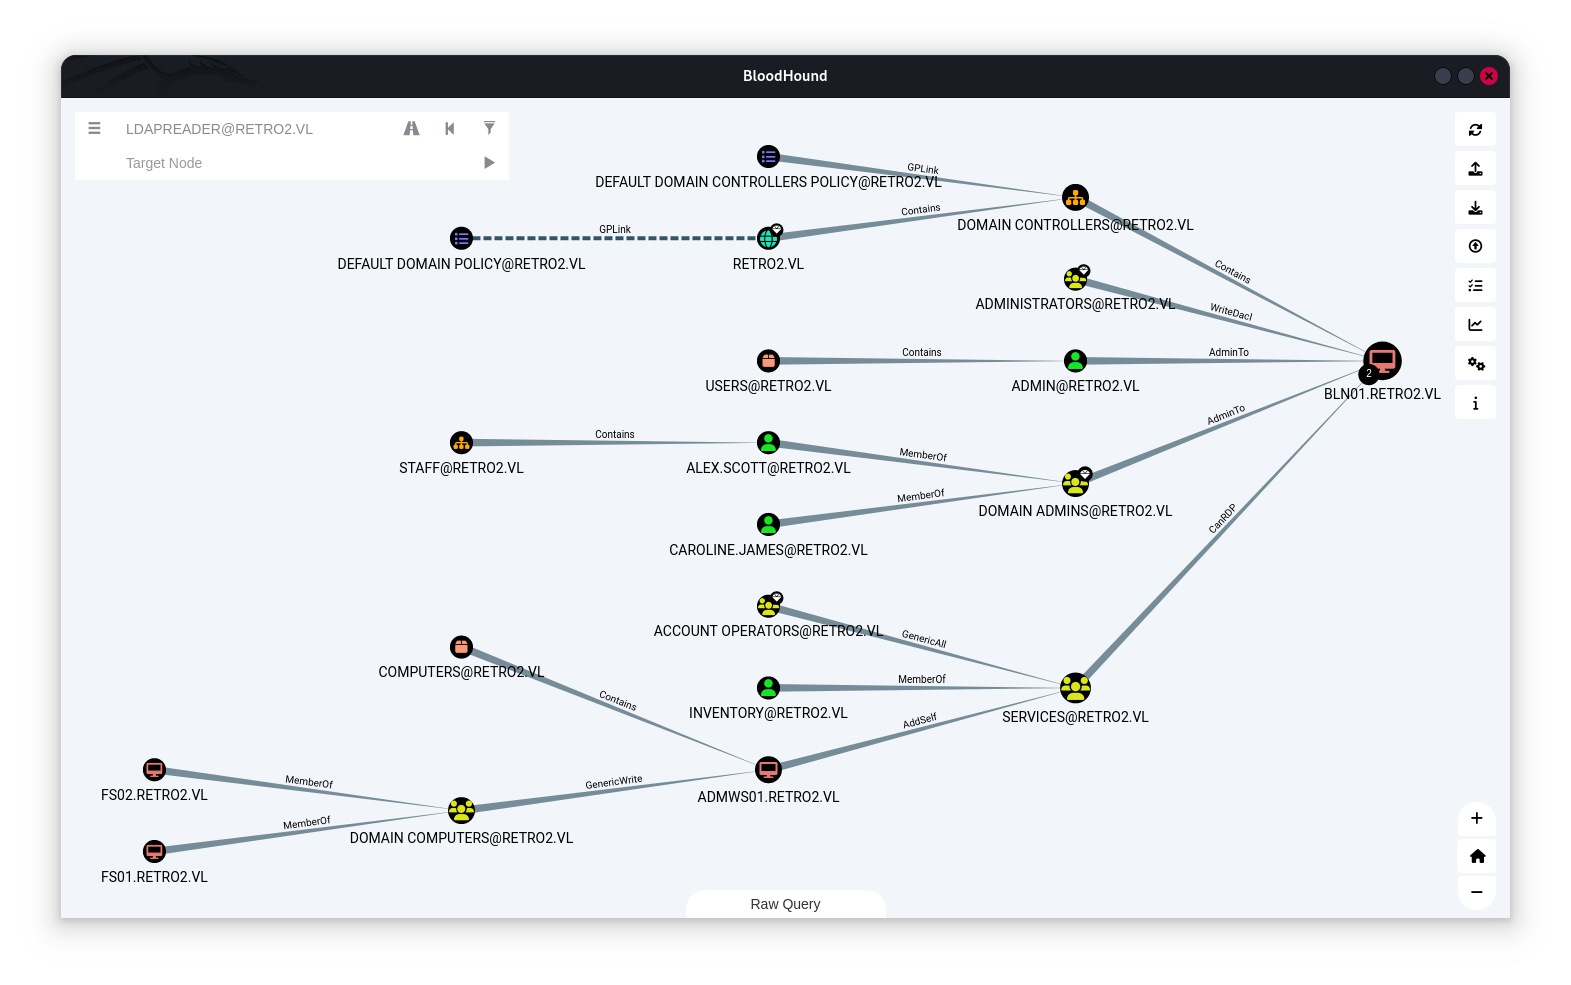 BloodHound
LDAPREADER@RETRO2.VL
Target Node
GPLink
DEFAULT DOMAIN CONTROLLERS POLICY@RETRO2.VL
Contains
DOMAIN CONTROLLERS@RETRO2.VL
GPLink
DEFAULT DOMAIN POLICY@RETRO2.VL
RETRO2.VL
Contains
ADMINISTRATORS@RETRO2.VL
WriteDacl
Contains
AdminTo
USERS@RETRO2.VL
ADMIN@RETRO2.VL
2
BLN01.RETRO2.VL
AdminTo
Contains
STAFF@RETRO2.VL
ALEX.SCOTT@RETRO2.VL
MemberOf
MemberOf
DOMAIN ADMINS@RETRO2.VL
CanRDP
CAROLINE.JAMES@RETRO2.VL
ACCOUNT OPERATORS@RETRO2.VL
GenericAll
COMPUTERS@RETRO2.VL
MemberOf
Contains
INVENTORY@RETRO2.VL
AddSelf
SERVICES@RETRO2.VL
MemberOf
GenericWrite
FS02.RETRO2.VL
ADMWS01.RETRO2.VL
MemberOf
DOMAIN COMPUTERS@RETRO2.VL
FS01.RETRO2.VL
Raw Query